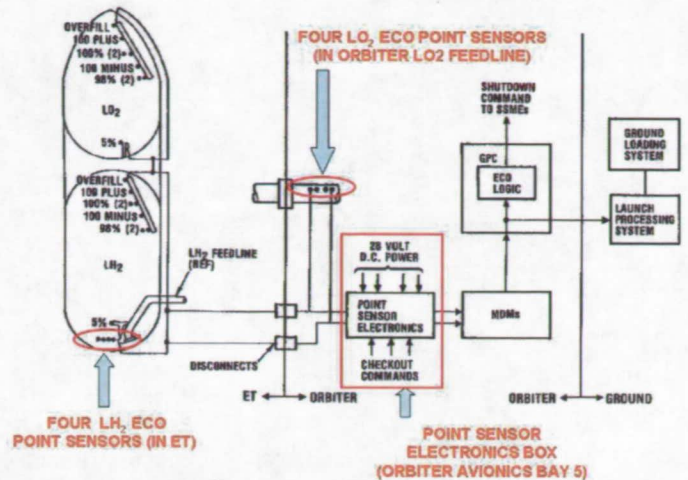 FOUR LO₂ ECO POINT SENSORS
(IN ORBITER LO2 FEEDLINE)
OVERFILL
100 PLUS
100% (2)
100 MINUS
98% (2)
LO₂
5%
OVERFILL
100 PLUS
100% (2)
100 MINUS
98% (2)
LH₂
LH₂ FEEDLINE
(REF)
5%
SHUTDOWN
COMMAND
TO SSMEs
GPC
ECO
LOGIC
GROUND
LOADING
SYSTEM
LAUNCH
PROCESSING
SYSTEM
28 VOLT
D.C. POWER
POINT
SENSOR
ELECTRONICS
MDMs
CHECKOUT
COMMANDS
DISCONNECTS
ET
ORBITER
ORBITER
GROUND
FOUR LH₂ ECO
POINT SENSORS (IN ET)
POINT SENSOR
ELECTRONICS BOX
(ORBITER AVIONICS BAY 5)